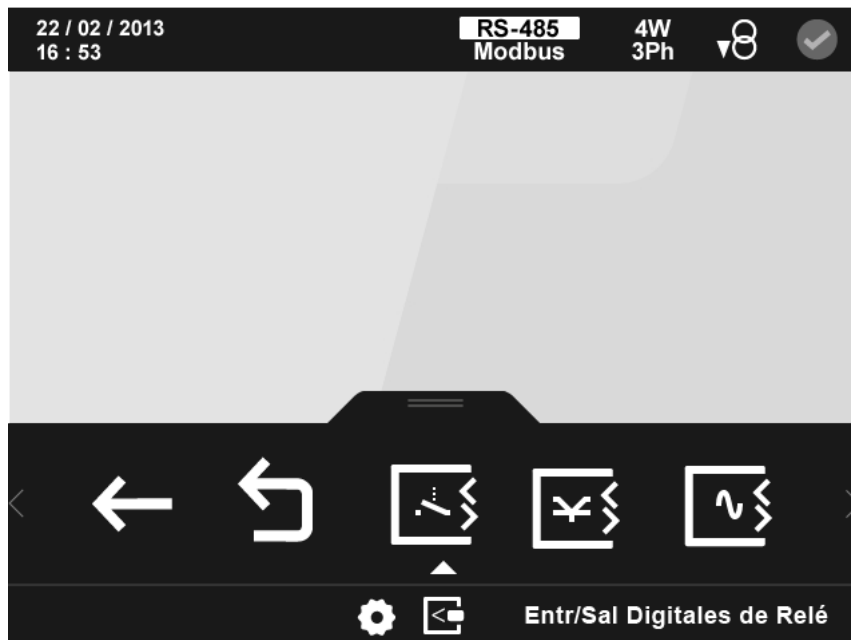 22 / 02 / 2013
16 : 53
RS-485
Modbus
4W
3Ph
Entr/Sal Digitales de Relé